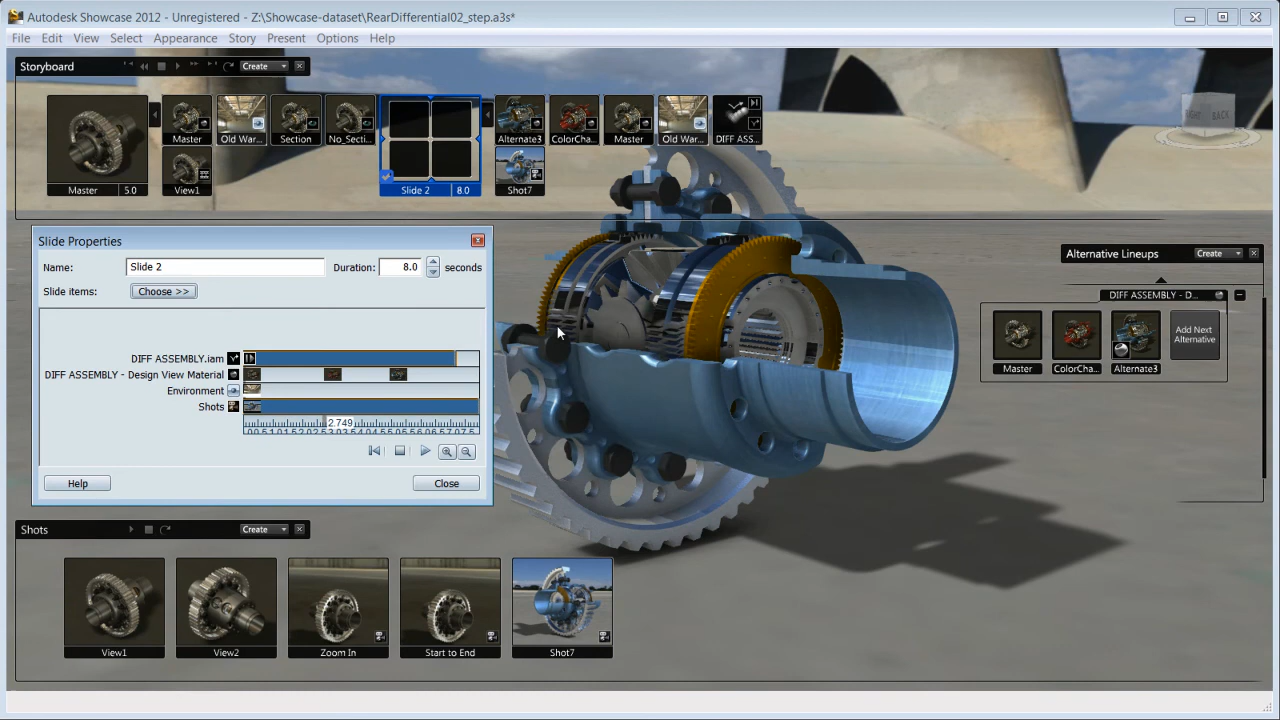 Autodesk Showcase 2012 - Unregistered - Z:\Showcase-dataset\RearDifferential02_step.a3s*
File Edit View Select Appearance Story Present Options Help
Storyboard Create
Master 5.0
Master Old War... Section No_Secti...
View1
Slide 2 8.0
Alternate3 ColorCha... Master Old War... DIFF ASS...
Shot7
BACK
Slide Properties
Name: Slide 2 Duration: 8.0 seconds
Slide items: Choose >>
DIFF ASSEMBLY.iam
DIFF ASSEMBLY - Design View Material
Environment
Shots
2.749
Help Close
Alternative Lineups Create
DIFF ASSEMBLY - D...
Add Next
Alternative
Master ColorCha... Alternate3
Shots Create
View1 View2 Zoom In Start to End Shot7